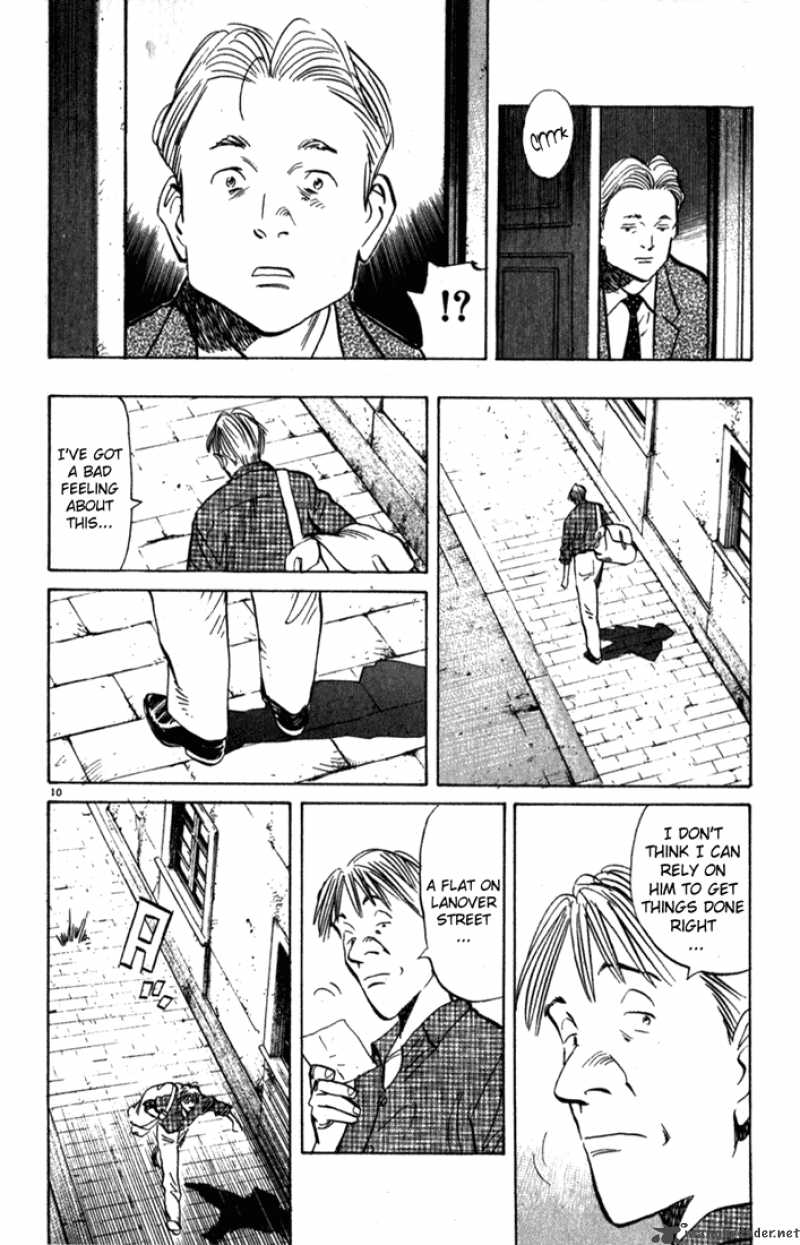 crrrk
!?
I'VE GOT
A BAD
FEELING
ABOUT
THIS...
I DON'T
THINK I CAN
RELY ON
HIM TO GET
THINGS DONE
RIGHT
...
A FLAT ON
LANOVER
STREET
...
10